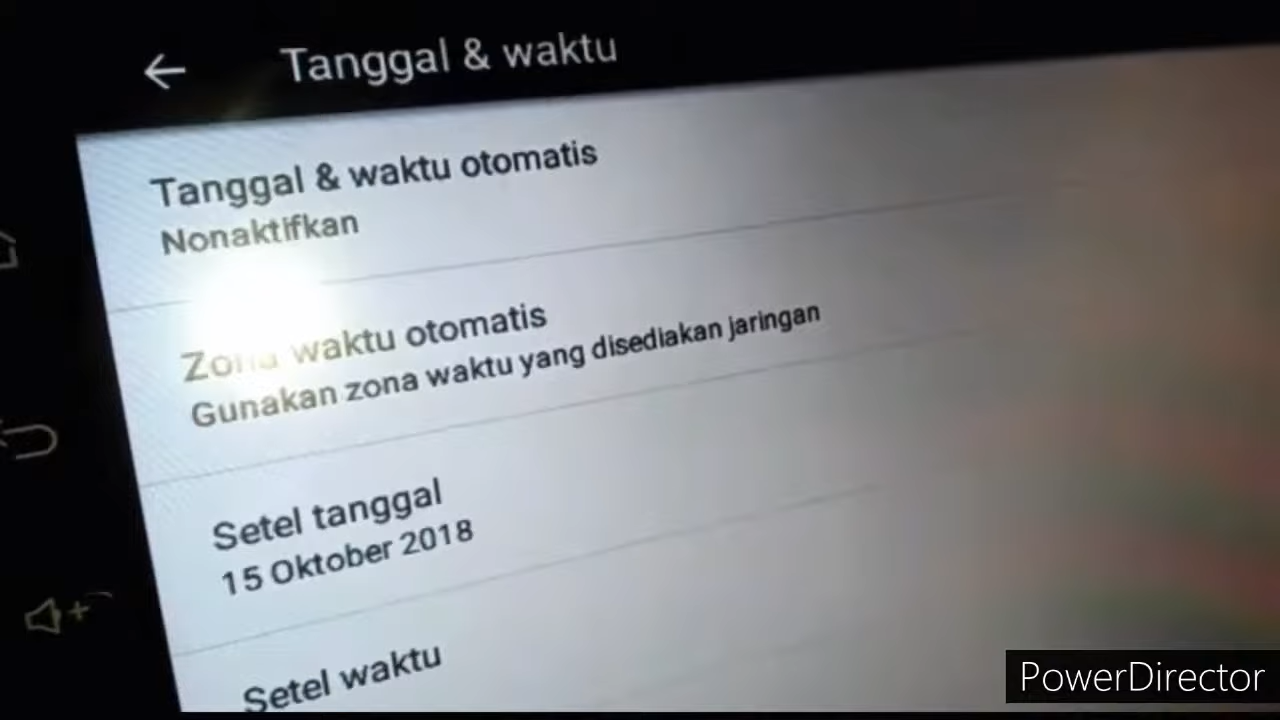 Tanggal & waktu
Tanggal & waktu otomatis
Nonaktifkan
Zona waktu otomatis
Gunakan zona waktu yang disediakan jaringan
Setel tanggal
15 Oktober 2018
Setel waktu
PowerDirector